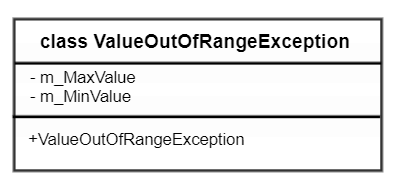 class ValueOutOfRangeException
- m_MaxValue
- m_MinValue
+ValueOutOfRangeException